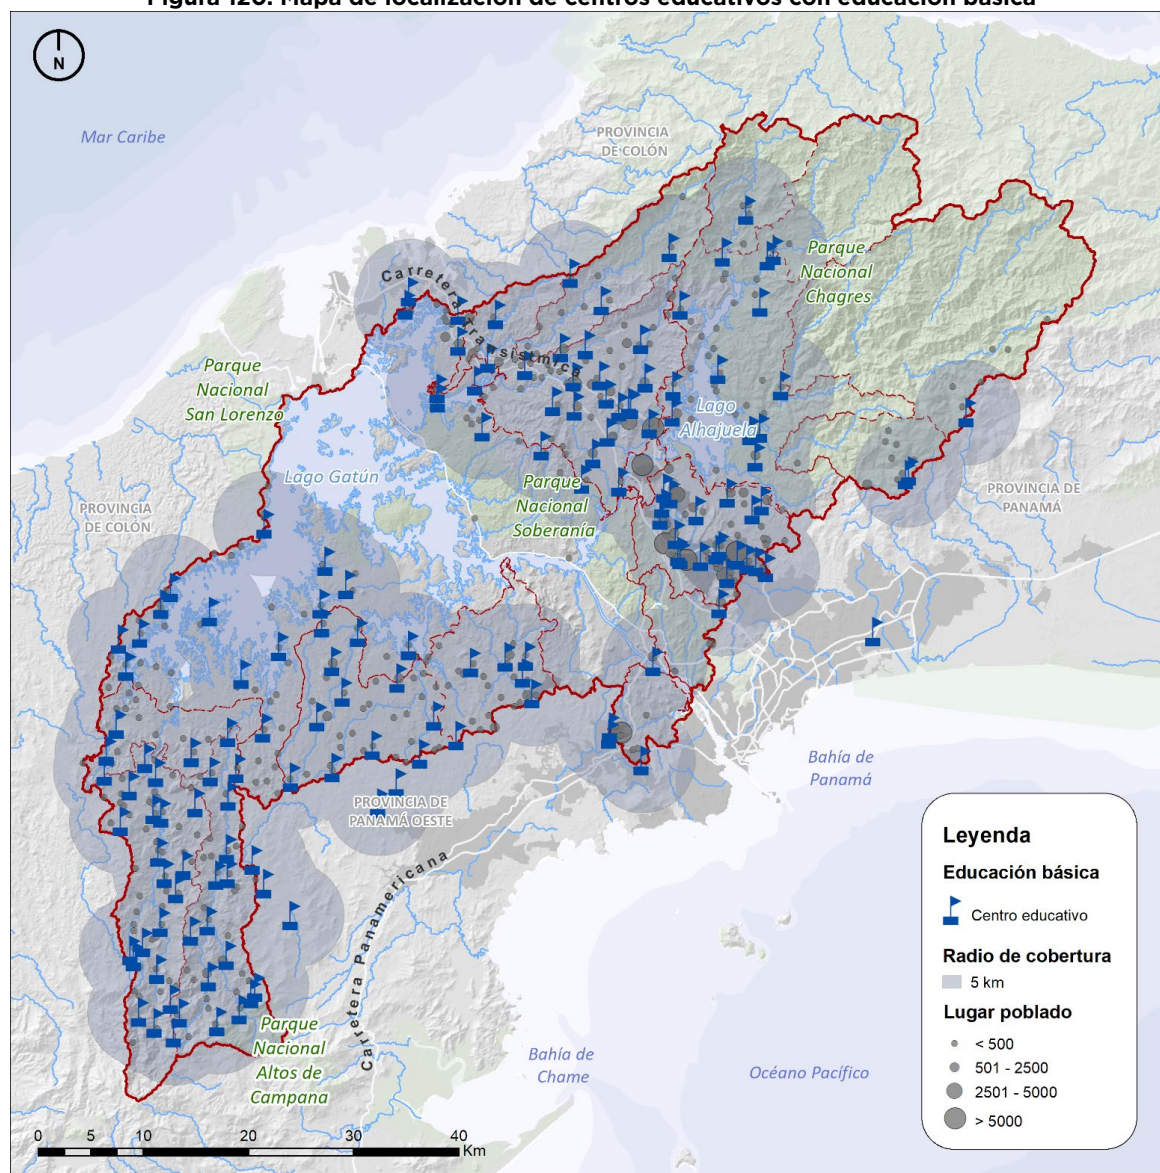 Figura 120. Mapa de localización de centros educativos con educación básica
N
Mar Caribe
PROVINCIA
DE COLÓN
Parque
Nacional
Chagres
Carretera Transístmica
Parque
Nacional
San Lorenzo
Lago
Alhajuela
Lago Gatún
Parque
Nacional
Soberanía
PROVINCIA
DE COLÓN
PROVINCIA DE
PANAMÁ
Bahía de
Panamá
PROVINCIA DE
PANAMÁ OESTE
Carretera Panamericana
Parque
Nacional
Altos de
Campana
Bahía de
Chame
Océano Pacífico
Leyenda
Educación básica
Centro educativo
Radio de cobertura
5 km
Lugar poblado
< 500
501 - 2500
2501 - 5000
> 5000
0 5 10 20 30 40
Km